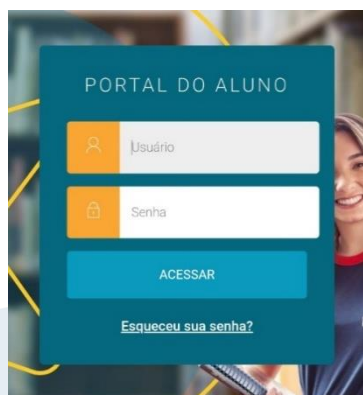 PORTAL DO ALUNO
Usuário
Senha
ACESSAR
Esqueceu sua senha?